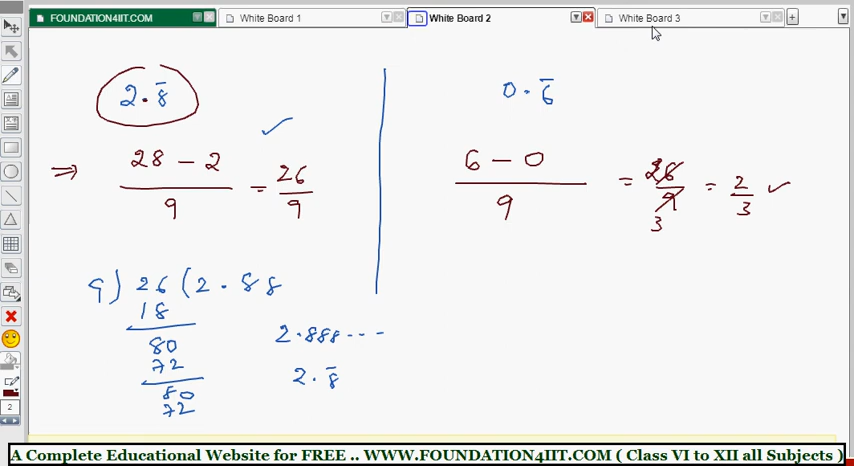 FOUNDATION4IIT.COM White Board 1 White Board 2 White Board 3
2.8̅
⇒ 28 - 2 / 9 = 26/9 ✓
9 ) 26 ( 2.88
18
80
72
80
72
2.888...--
2.8̅
0.6̅
6 - 0 / 9 = 26/9 3 = 2/3 ✓
2
A Complete Educational Website for FREE .. WWW.FOUNDATION4IIT.COM ( Class VI to XII all Subjects )